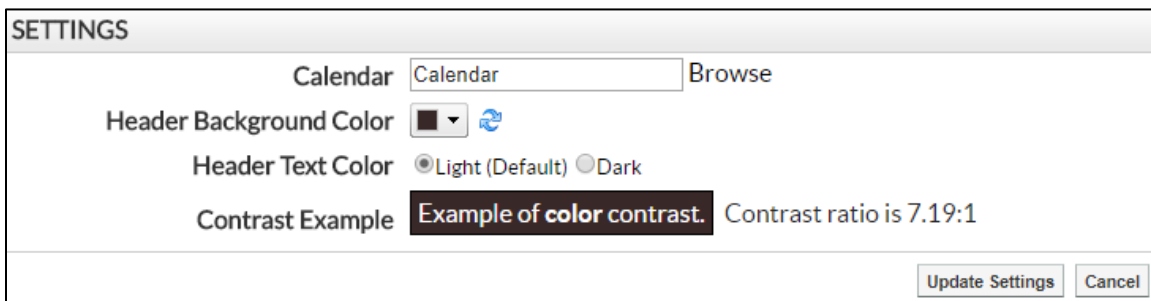 SETTINGS
Calendar Calendar Browse
Header Background Color
Header Text Color Light (Default) Dark
Contrast Example Example of color contrast. Contrast ratio is 7.19:1
Update Settings Cancel